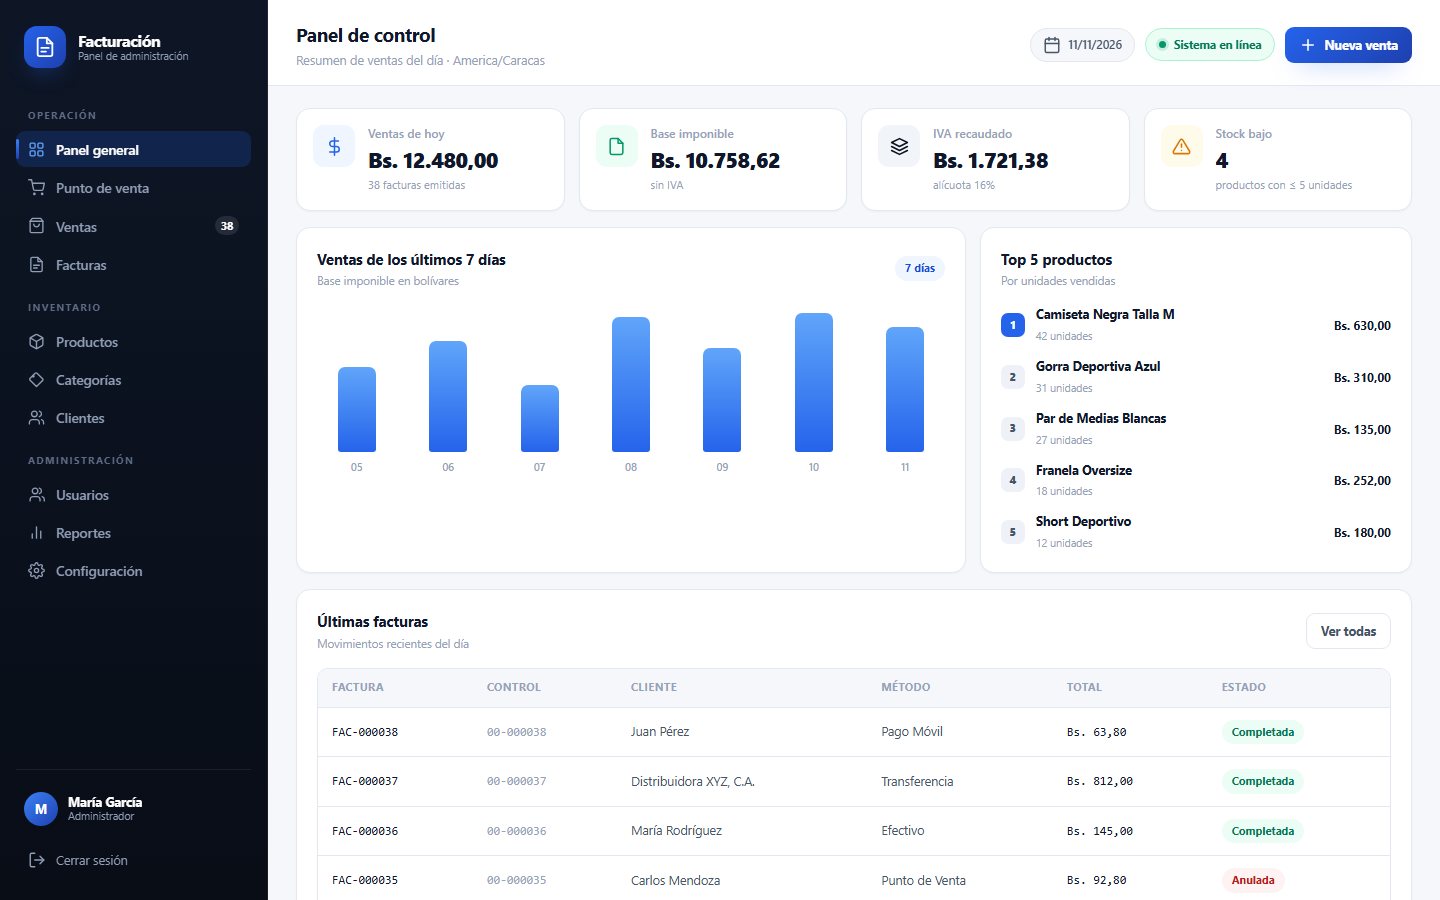 Facturación
Panel de administración
OPERACIÓN
Panel general
Punto de venta
Ventas 38
Facturas
INVENTARIO
Productos
Categorías
Clientes
ADMINISTRACIÓN
Usuarios
Reportes
Configuración
M
María García
Administrador
Cerrar sesión
Panel de control
Resumen de ventas del día · America/Caracas
11/11/2026
Sistema en línea
Nueva venta
Ventas de hoy
Bs. 12.480,00
38 facturas emitidas
Base imponible
Bs. 10.758,62
sin IVA
IVA recaudado
Bs. 1.721,38
alícuota 16%
Stock bajo
4
productos con ≤ 5 unidades
Ventas de los últimos 7 días
Base imponible en bolívares
7 días
05 06 07 08 09 10 11
Top 5 productos
Por unidades vendidas
1 Camiseta Negra Talla M Bs. 630,00
42 unidades
2 Gorra Deportiva Azul Bs. 310,00
31 unidades
3 Par de Medias Blancas Bs. 135,00
27 unidades
4 Franela Oversize Bs. 252,00
18 unidades
5 Short Deportivo Bs. 180,00
12 unidades
Últimas facturas
Movimientos recientes del día
Ver todas
FACTURA CONTROL CLIENTE MÉTODO TOTAL ESTADO
FAC-000038 00-000038 Juan Pérez Pago Móvil Bs. 63,80 Completada
FAC-000037 00-000037 Distribuidora XYZ, C.A. Transferencia Bs. 812,00 Completada
FAC-000036 00-000036 María Rodríguez Efectivo Bs. 145,00 Completada
FAC-000035 00-000035 Carlos Mendoza Punto de Venta Bs. 92,80 Anulada